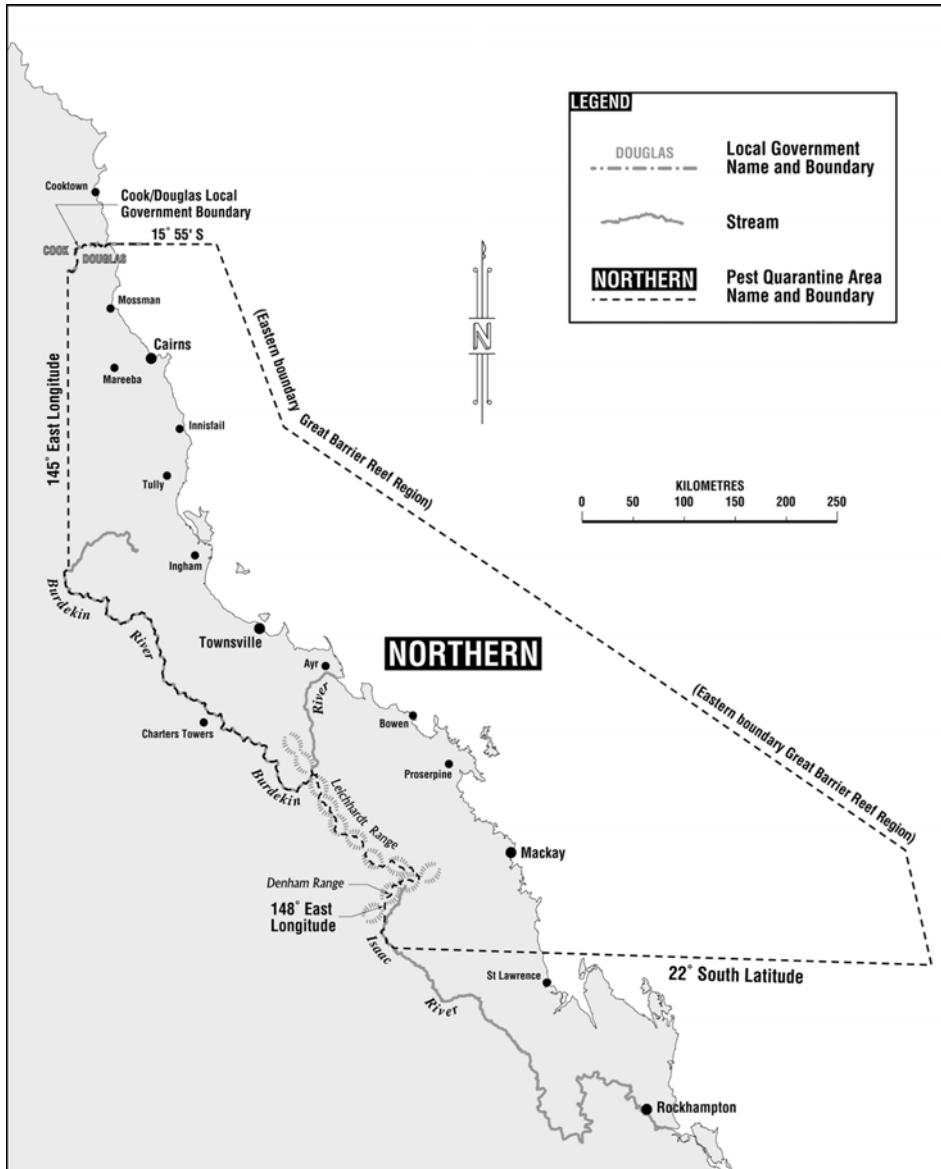 LEGEND
DOUGLAS
Local Government
Name and Boundary
Stream
NORTHERN
Pest Quarantine Area
Name and Boundary
Cooktown
Cook/Douglas Local
Government Boundary
15° 55' S
COOK
DOUGLAS
Mossman
Cairns
Mareeba
145° East Longitude
(Eastern boundary
Great Barrier Reef Region)
N
Innisfail
Tully
KILOMETRES
0 50 100 150 200 250
Ingham
Burdekin
River
Townsville
NORTHERN
Ayr
River
Charters Towers
Bowen
(Eastern boundary Great Barrier Reef Region)
Proserpine
Burdekin
Leichhardt Range
Mackay
Denham Range
148° East
Longitude
Isaac
22° South Latitude
St Lawrence
River
Rockhampton